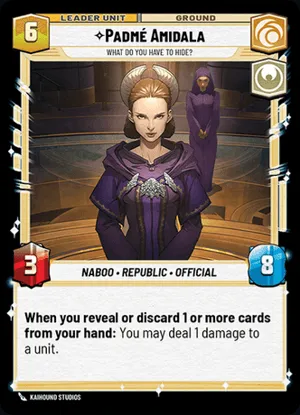 LEADER UNIT
GROUND
6
✧PADMÉ AMIDALA
WHAT DO YOU HAVE TO HIDE?
3
8
NABOO • REPUBLIC • OFFICIAL
When you reveal or discard 1 or more cards
from your hand: You may deal 1 damage to
a unit.
KAIHOUND STUDIOS